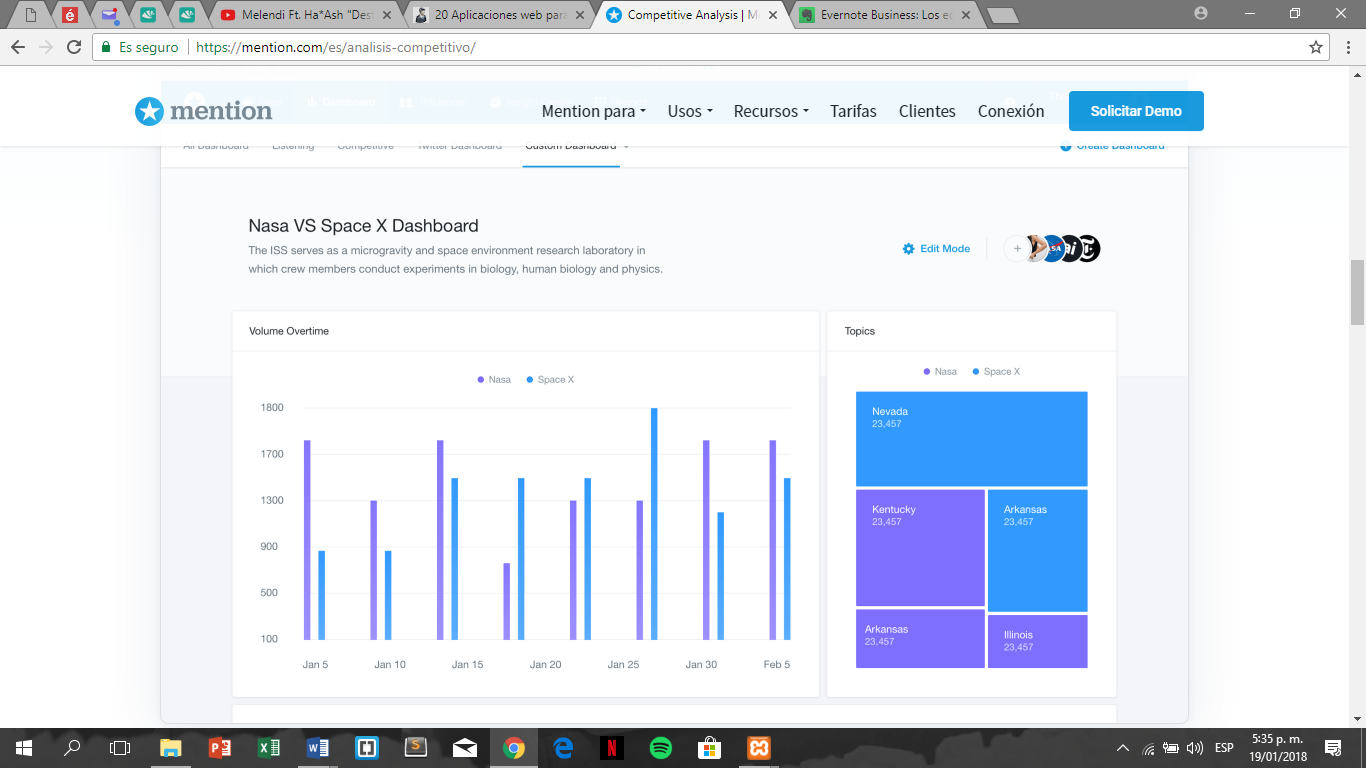 Melendi Ft. Ha*Ash "Dest
20 Aplicaciones web para
Competitive Analysis | M
Evernote Business: Los e
Es seguro
https://mention.com/es/analisis-competitivo/
mention
Mention para
Usos
Recursos
Tarifas
Clientes
Conexión
Solicitar Demo
All Dashboard
Listening
Competitive
Twitter Dashboard
Custom Dashboard
Create Dashboard
Nasa VS Space X Dashboard
The ISS serves as a microgravity and space environment research laboratory in
which crew members conduct experiments in biology, human biology and physics.
Edit Mode
Volume Overtime
Nasa
Space X
1800
1700
1300
900
500
100
Jan 5
Jan 10
Jan 15
Jan 20
Jan 25
Jan 30
Feb 5
Topics
Nasa
Space X
Nevada
23,457
Kentucky
23,457
Arkansas
23,457
Arkansas
23,457
Illinois
23,457
ESP
5:35 p. m.
19/01/2018